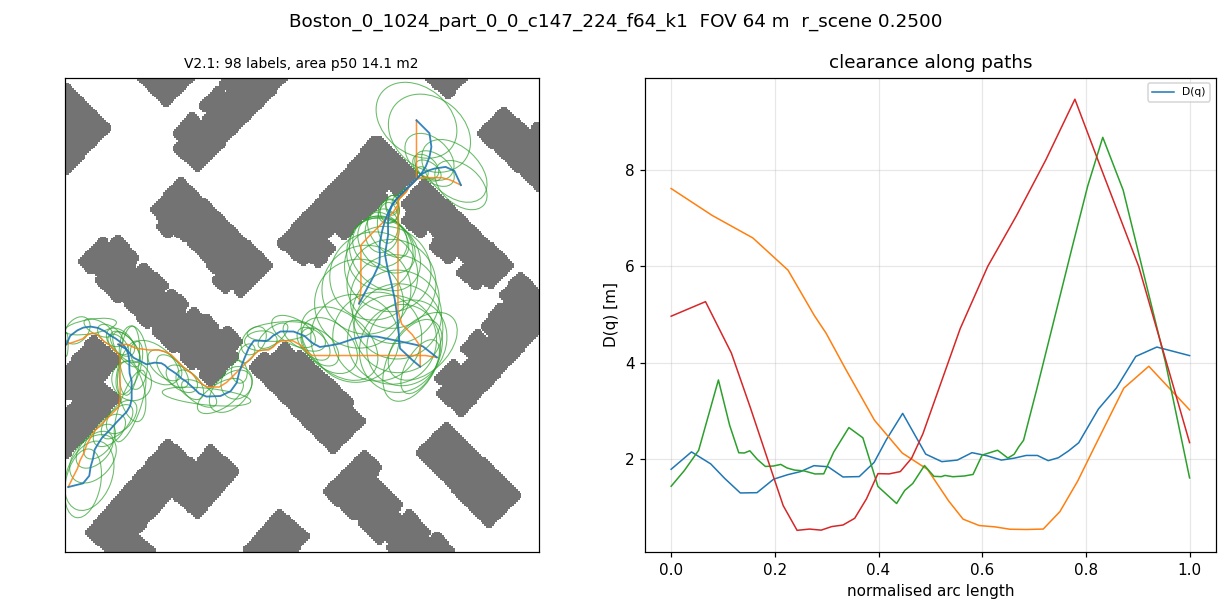 Boston_0_1024_part_0_0_c147_224_f64_k1 FOV 64 m r_scene 0.2500
V2.1: 98 labels, area p50 14.1 m2
clearance along paths
D(q)
D(q) [m]
8
6
4
2
0.0 0.2 0.4 0.6 0.8 1.0
normalised arc length